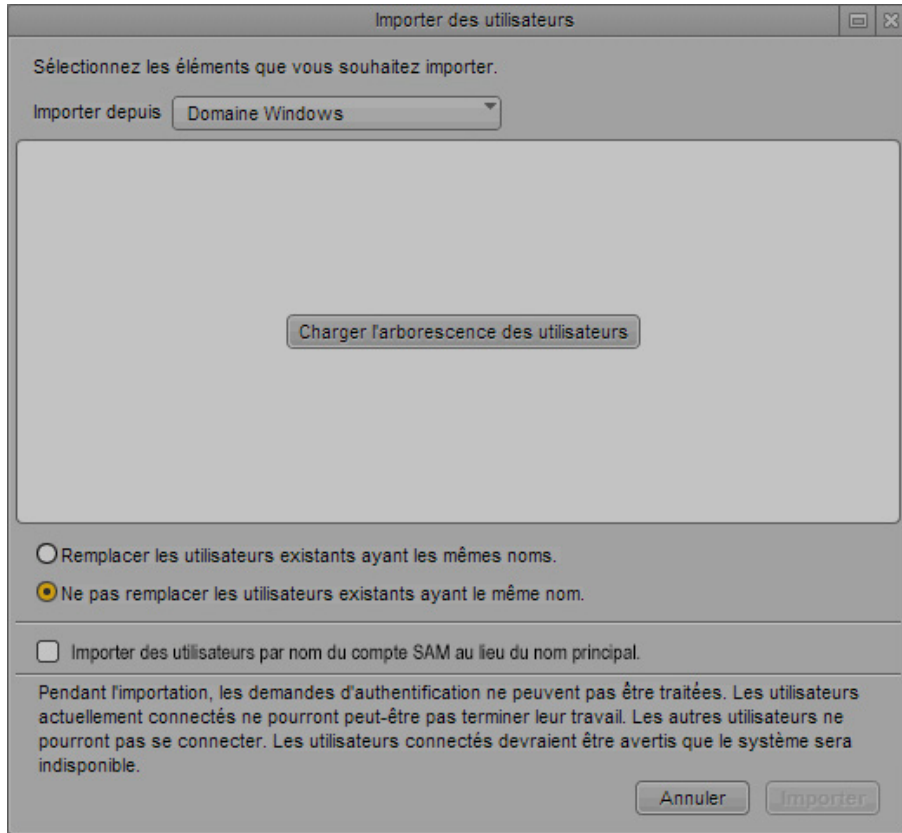 Importer des utilisateurs
Sélectionnez les éléments que vous souhaitez importer.
Importer depuis Domaine Windows
Charger l'arborescence des utilisateurs
Remplacer les utilisateurs existants ayant les mêmes noms.
Ne pas remplacer les utilisateurs existants ayant le même nom.
Importer des utilisateurs par nom du compte SAM au lieu du nom principal.
Pendant l'importation, les demandes d'authentification ne peuvent pas être traitées. Les utilisateurs
actuellement connectés ne pourront peut-être pas terminer leur travail. Les autres utilisateurs ne
pourront pas se connecter. Les utilisateurs connectés devraient être avertis que le système sera
indisponible.
Annuler Importer